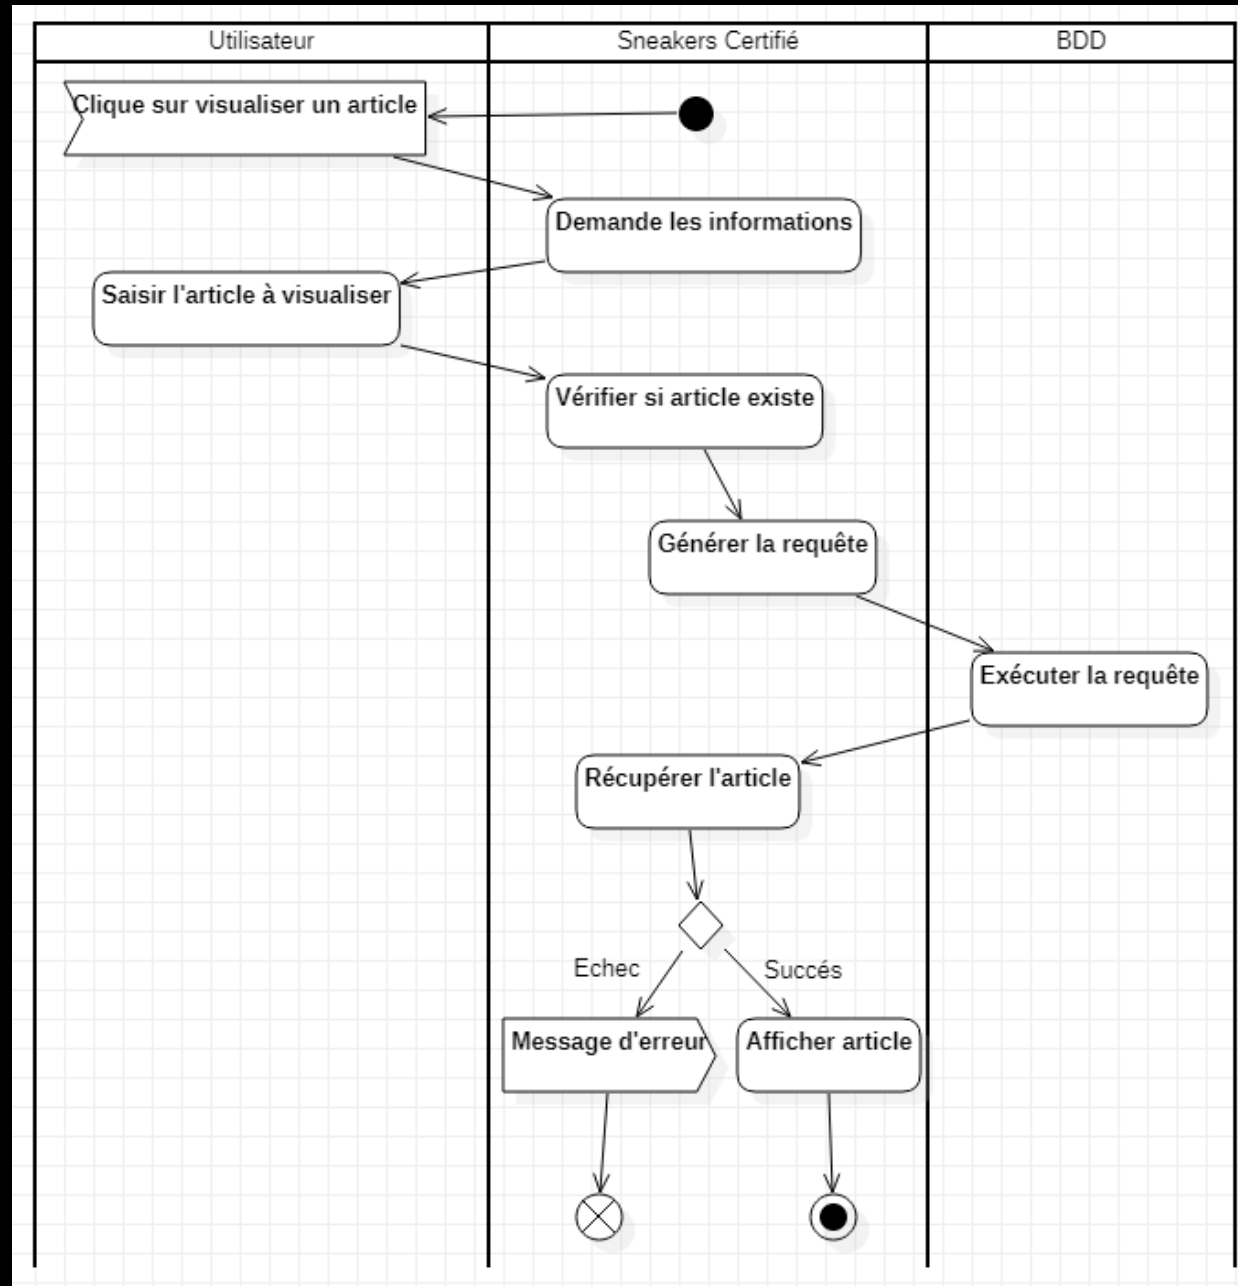 Utilisateur
Sneakers Certifié
BDD
Clique sur visualiser un article
Demande les informations
Saisir l'article à visualiser
Vérifier si article existe
Générer la requête
Exécuter la requête
Récupérer l'article
Echec
Succés
Message d'erreur
Afficher article